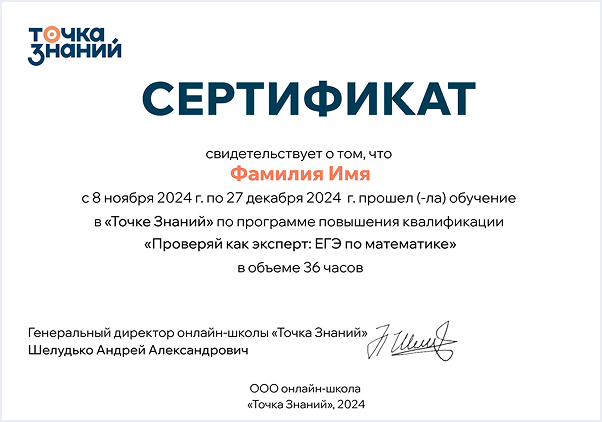 точка
знаний
СЕРТИФИКАТ
свидетельствует о том, что
Фамилия Имя
с 8 ноября 2024 г. по 27 декабря 2024 г. прошел (-ла) обучение
в «Точке Знаний» по программе повышения квалификации
«Проверяй как эксперт: ЕГЭ по математике»
в объеме 36 часов
Генеральный директор онлайн-школы «Точка Знаний»
Шелудько Андрей Александрович
ООО онлайн-школа
«Точка Знаний», 2024